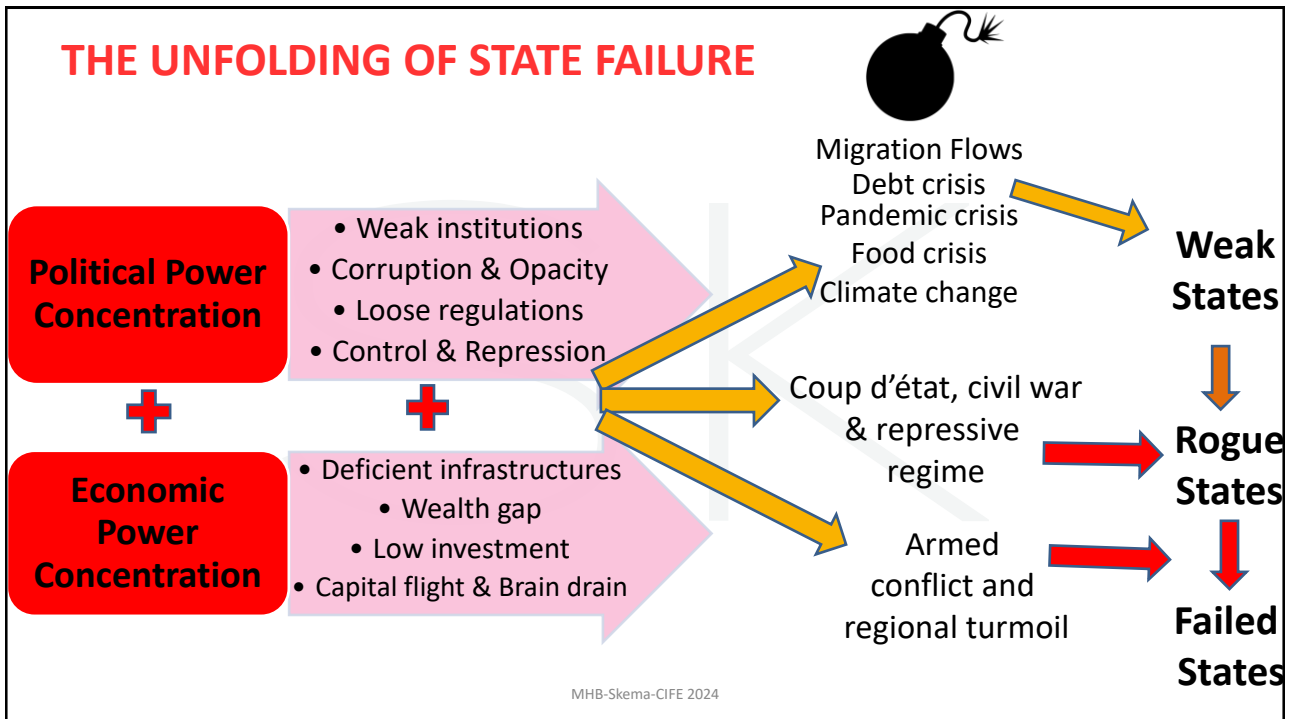 THE UNFOLDING OF STATE FAILURE
Political Power
Concentration
Economic
Power
Concentration
• Weak institutions
• Corruption & Opacity
• Loose regulations
• Control & Repression
• Deficient infrastructures
• Wealth gap
• Low investment
• Capital flight & Brain drain
Migration Flows
Debt crisis
Pandemic crisis
Food crisis
Climate change
Coup d’état, civil war
& repressive
regime
Armed
conflict and
regional turmoil
Weak
States
Rogue
States
Failed
States
MHB-Skema-CIFE 2024